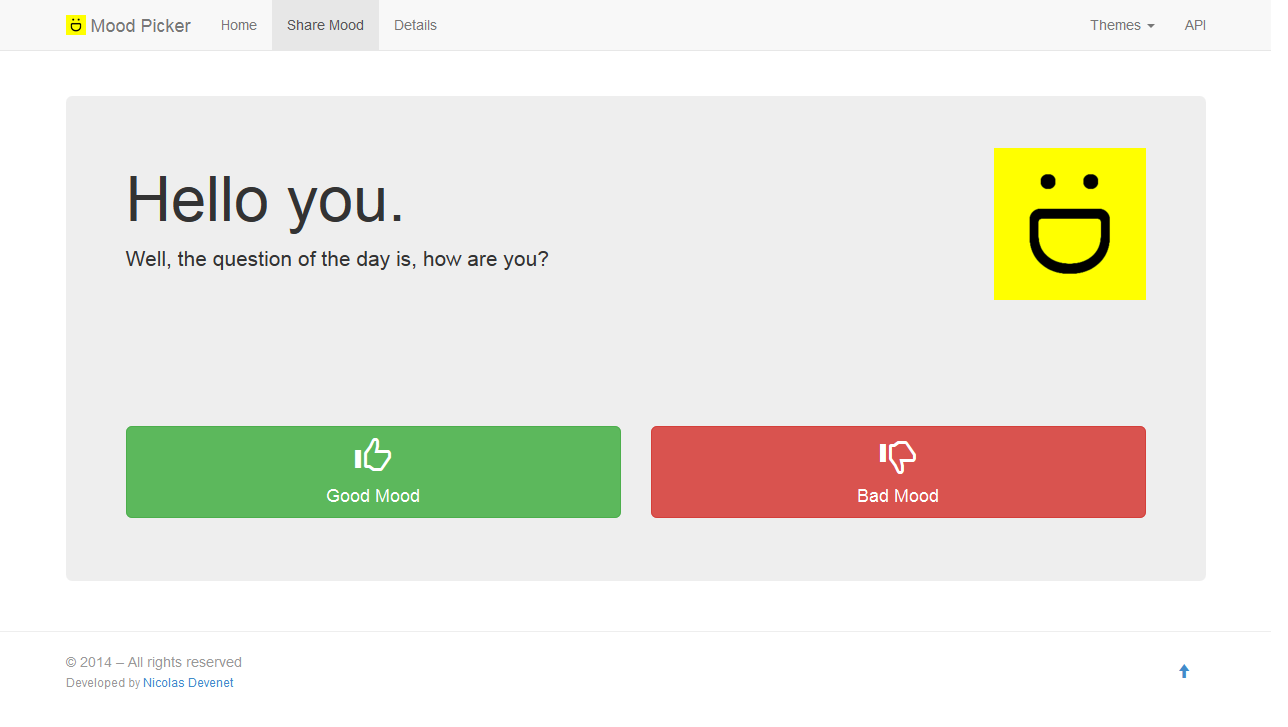 Mood Picker Home Share Mood Details Themes API
Hello you.
Well, the question of the day is, how are you?
Good Mood Bad Mood
© 2014 – All rights reserved
Developed by Nicolas Devenet